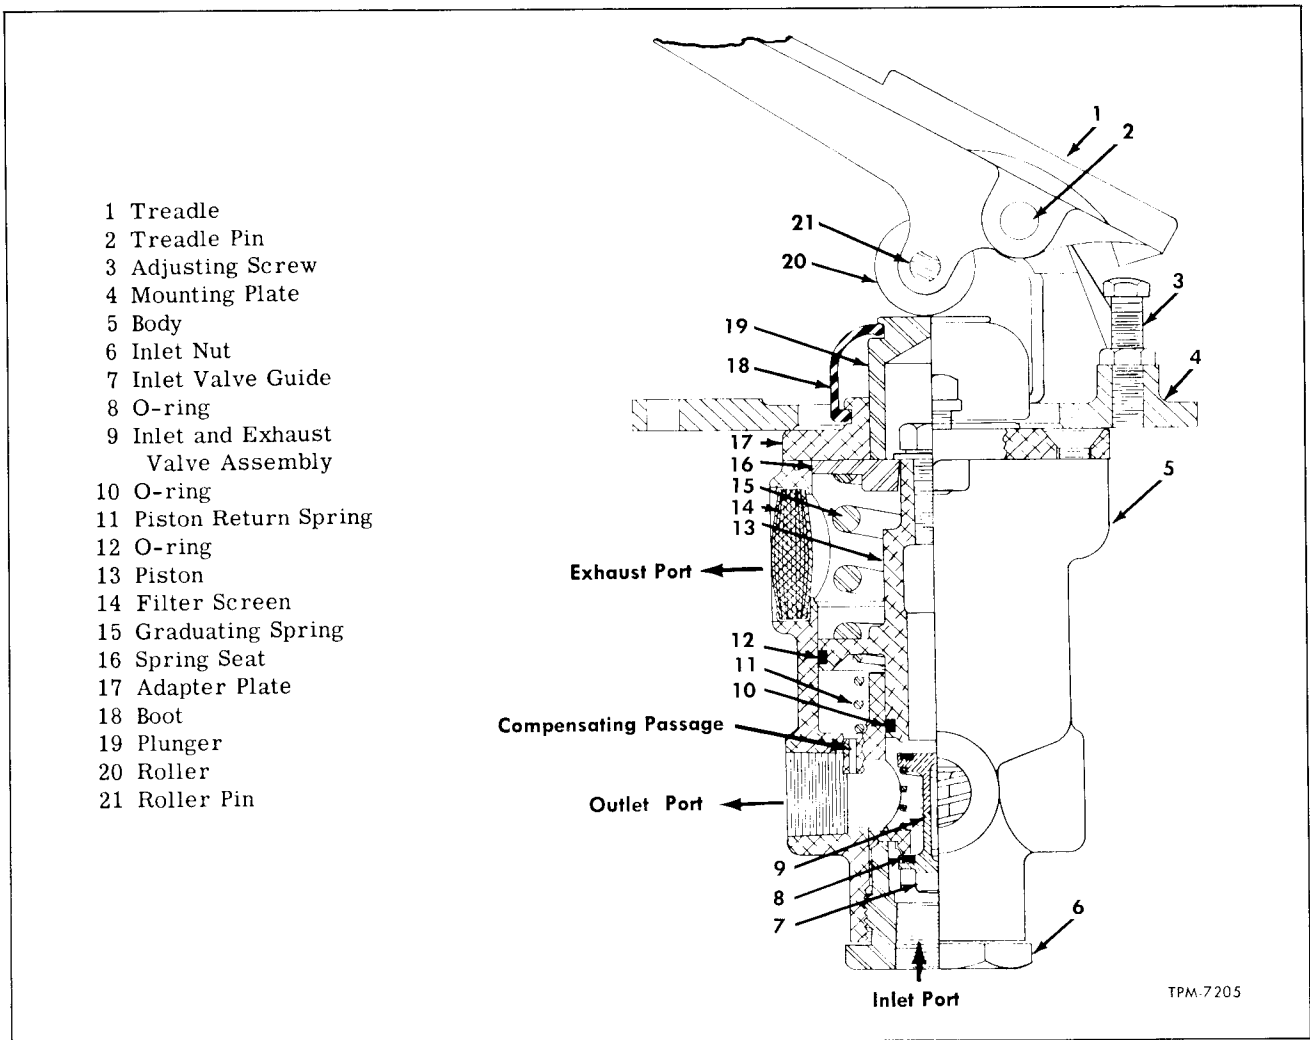 1 Treadle
2 Treadle Pin
3 Adjusting Screw
4 Mounting Plate
5 Body
6 Inlet Nut
7 Inlet Valve Guide
8 O-ring
9 Inlet and Exhaust
Valve Assembly
10 O-ring
11 Piston Return Spring
12 O-ring
13 Piston
14 Filter Screen
15 Graduating Spring
16 Spring Seat
17 Adapter Plate
18 Boot
19 Plunger
20 Roller
21 Roller Pin
1
2
21
20
3
19
18
4
17
16
15
14
13
5
Exhaust Port
12
11
10
Compensating Passage
Outlet Port
9
8
7
6
Inlet Port
TPM-7205